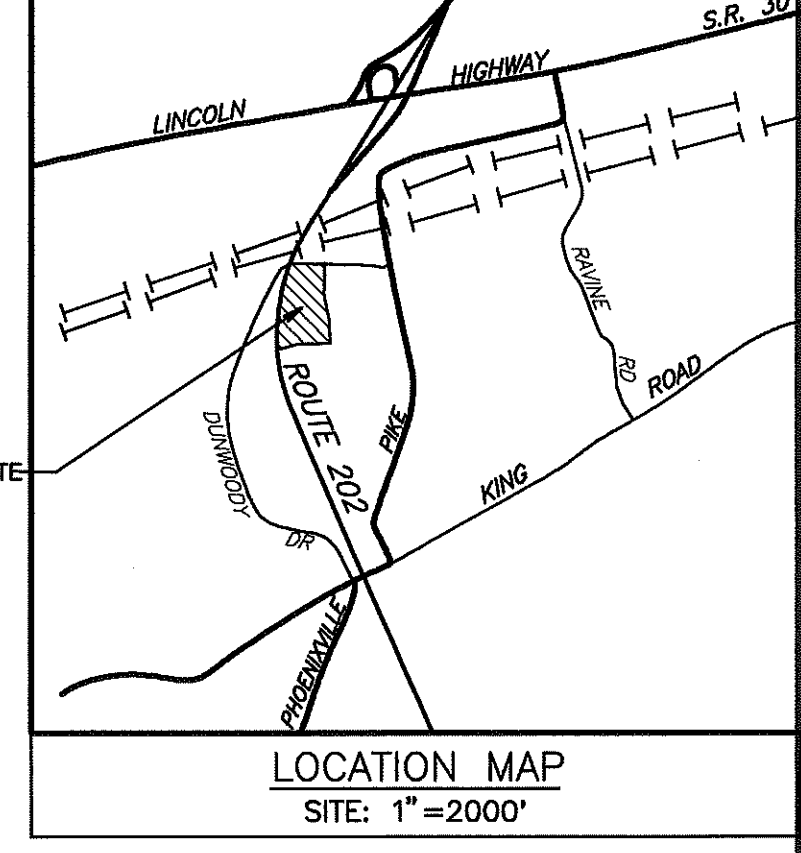 S.R. 30
LINCOLN HIGHWAY
RAVINE RD
ROUTE 202
DUNWOODY DR
PIKE
KING ROAD
PHOENIXVILLE
LOCATION MAP
SITE: 1"=2000'